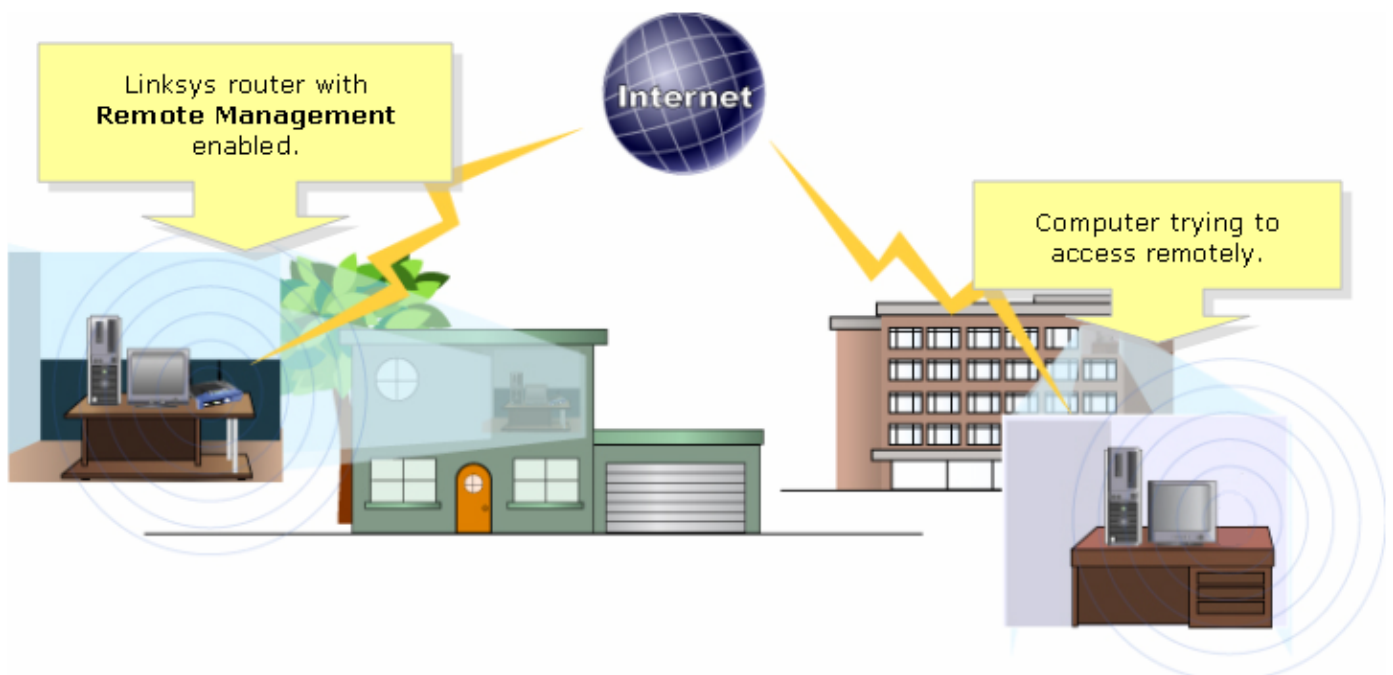 Linksys router with
Remote Management
enabled.
Internet
Computer trying to
access remotely.